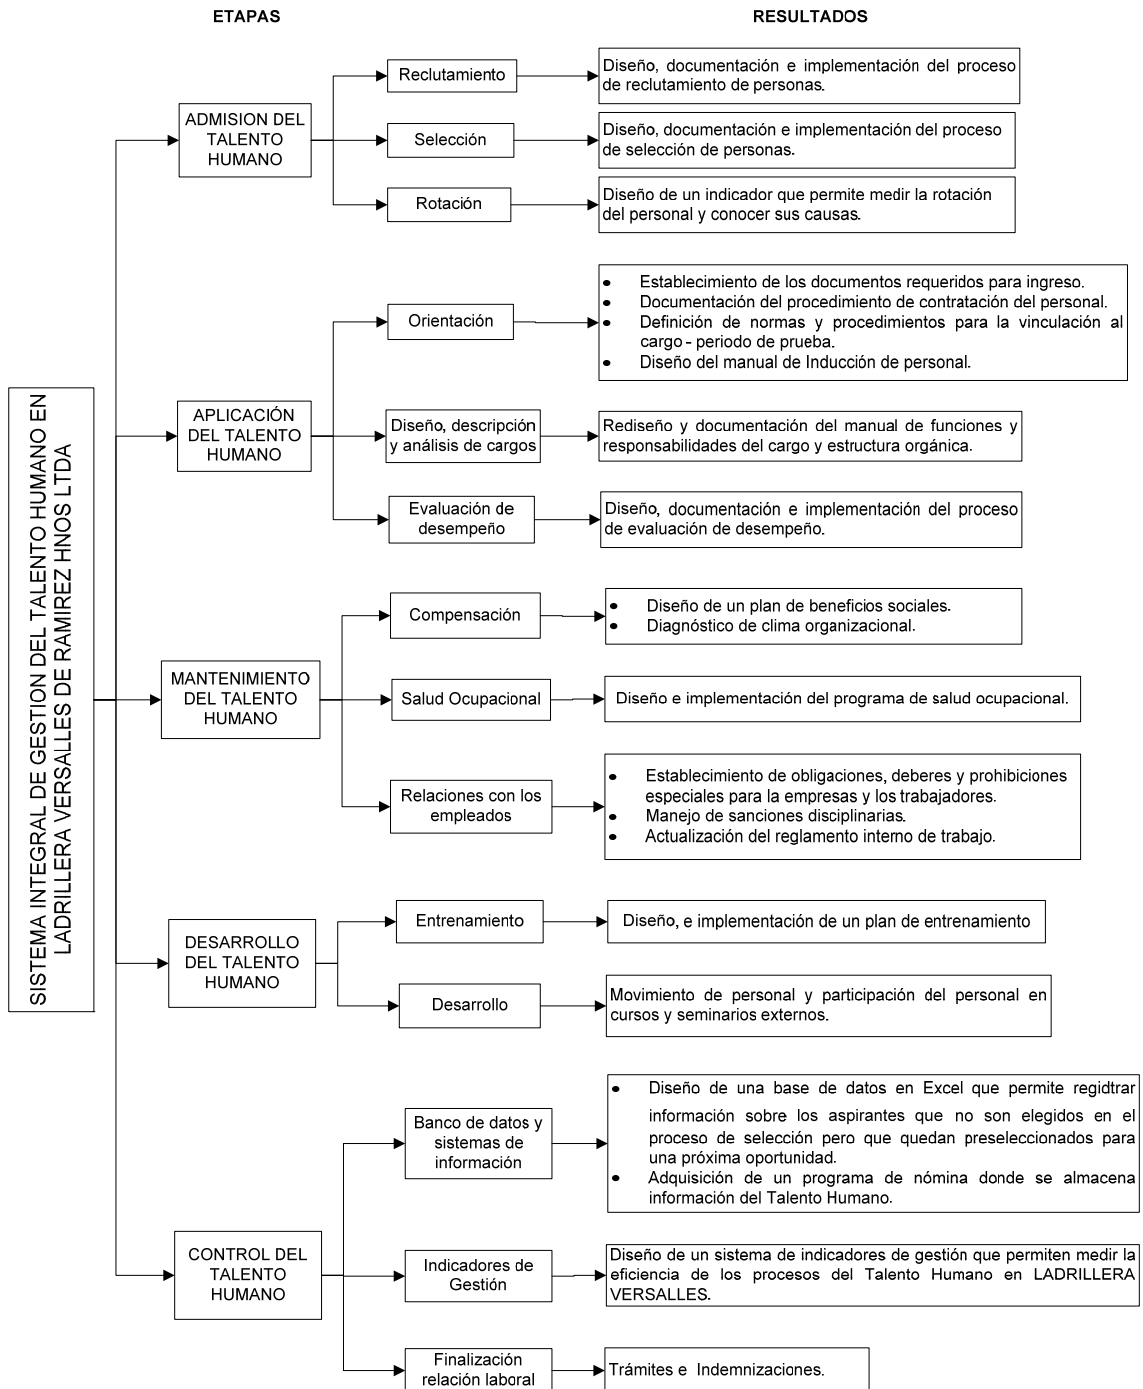 ETAPAS
RESULTADOS
SISTEMA INTEGRAL DE GESTION DEL TALENTO HUMANO EN
LADRILLERA VERSALLES DE RAMIREZ HNOS LTDA
ADMISION DEL
TALENTO
HUMANO
Reclutamiento
Diseño, documentación e implementación del proceso
de reclutamiento de personas.
Selección
Diseño, documentación e implementación del proceso
de selección de personas.
Rotación
Diseño de un indicador que permite medir la rotación
del personal y conocer sus causas.
APLICACIÓN
DEL TALENTO
HUMANO
Orientación
• Establecimiento de los documentos requeridos para ingreso.
• Documentación del procedimiento de contratación del personal.
• Definición de normas y procedimientos para la vinculación al
cargo - periodo de prueba.
• Diseño del manual de Inducción de personal.
Diseño, descripción
y análisis de cargos
Rediseño y documentación del manual de funciones y
responsabilidades del cargo y estructura orgánica.
Evaluación de
desempeño
Diseño, documentación e implementación del proceso
de evaluación de desempeño.
MANTENIMIENTO
DEL TALENTO
HUMANO
Compensación
• Diseño de un plan de beneficios sociales.
• Diagnóstico de clima organizacional.
Salud Ocupacional
Diseño e implementación del programa de salud ocupacional.
Relaciones con los
empleados
• Establecimiento de obligaciones, deberes y prohibiciones
especiales para la empresas y los trabajadores.
• Manejo de sanciones disciplinarias.
• Actualización del reglamento interno de trabajo.
DESARROLLO
DEL TALENTO
HUMANO
Entrenamiento
Diseño, e implementación de un plan de entrenamiento
Desarrollo
Movimiento de personal y participación del personal en
cursos y seminarios externos.
CONTROL DEL
TALENTO
HUMANO
Banco de datos y
sistemas de
información
• Diseño de una base de datos en Excel que permite regidtrar
información sobre los aspirantes que no son elegidos en el
proceso de selección pero que quedan preseleccionados para
una próxima oportunidad.
• Adquisición de un programa de nómina donde se almacena
información del Talento Humano.
Indicadores de
Gestión
Diseño de un sistema de indicadores de gestión que permiten medir la
eficiencia de los procesos del Talento Humano en LADRILLERA
VERSALLES.
Finalización
relación laboral
Trámites e Indemnizaciones.